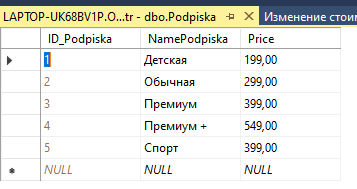 LAPTOP-UK68BV1P.O...tr - dbo.Podpiska Изменение стоим
ID_Podpiska NamePodpiska Price
1 Детская 199,00
2 Обычная 299,00
3 Премиум 399,00
4 Премиум + 549,00
5 Спорт 399,00
NULL NULL NULL